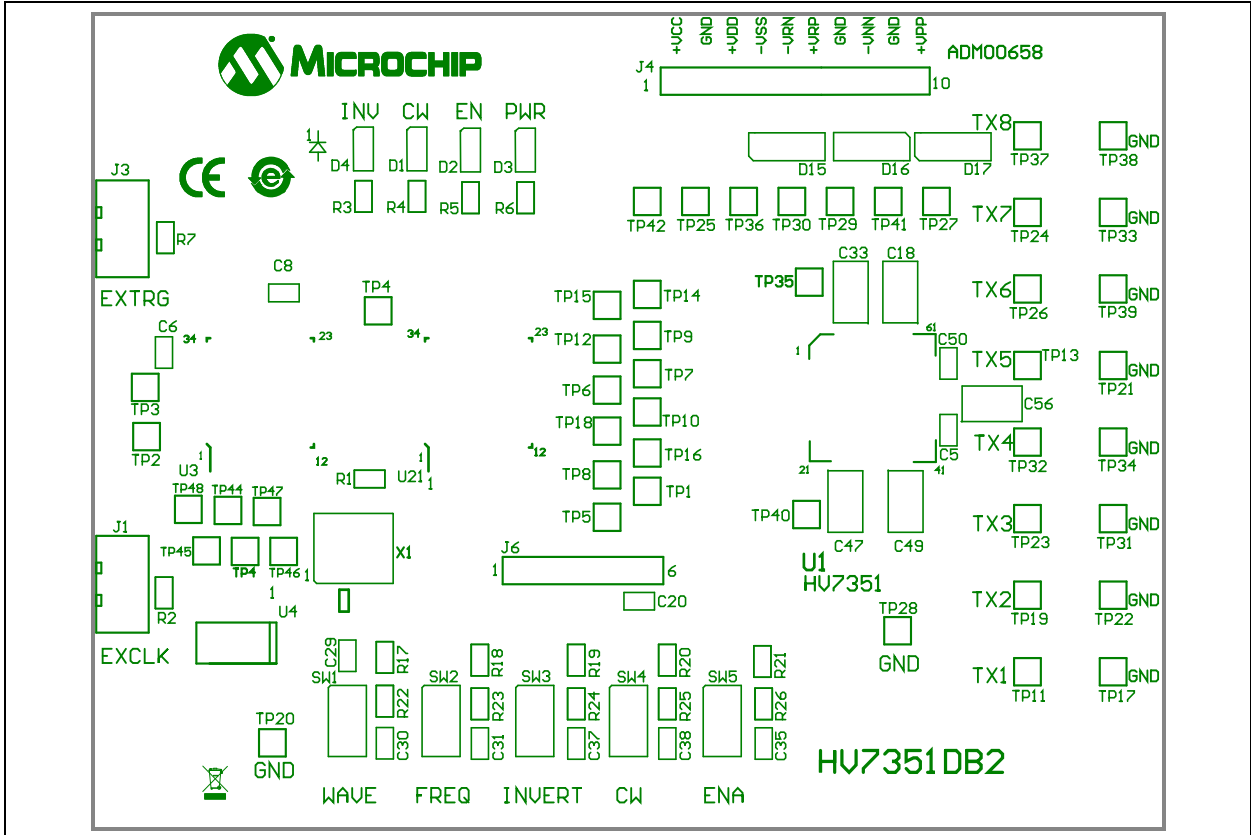 +VCC GND +VDD -VSS -VRN +VRP GND -VNN GND +VPP
MICROCHIP
ADM00658
J4
1
10
INV CW EN PWR
1
D4 D1 D2 D3
R3 R4 R5 R6
CE
e
D15 D16 D17
TX8
TP37
TP38
GND
J3
R7
EXTRG
TP42 TP25 TP36 TP30 TP29 TP41 TP27
TX7
TP24
TP33
GND
C8
TP4
TP15
TP14
TP35
C33
C18
TX6
TP26
TP39
GND
C6
34
23
34
23
TP12
TP9
1
61
C50
TX5
TP13
TP21
GND
TP3
TP6
TP7
C56
TP2
TP18
TP10
TX4
TP32
TP34
GND
1
12
1
12
U3
R1
U21
1
TP8
TP16
C5
21
41
TP48 TP44 TP47
TP5
TP1
TP40
C47
C49
TX3
TP23
TP31
GND
J1
TP45
TP4
TP46
X1
1
J6
1
6
U1
HV7351
R2
1
U4
C20
TP28
GND
TX2
TP19
TP22
GND
EXCLK
C29
R17
R18
R19
R20
R21
TX1
TP11
TP17
GND
SW1 SW2 SW3 SW4 SW5
R22
R23
R24
R25
R26
TP20
GND
C30
C31
C37
C38
C35
HV7351DB2
WAVE FREQ INVERT CW ENA